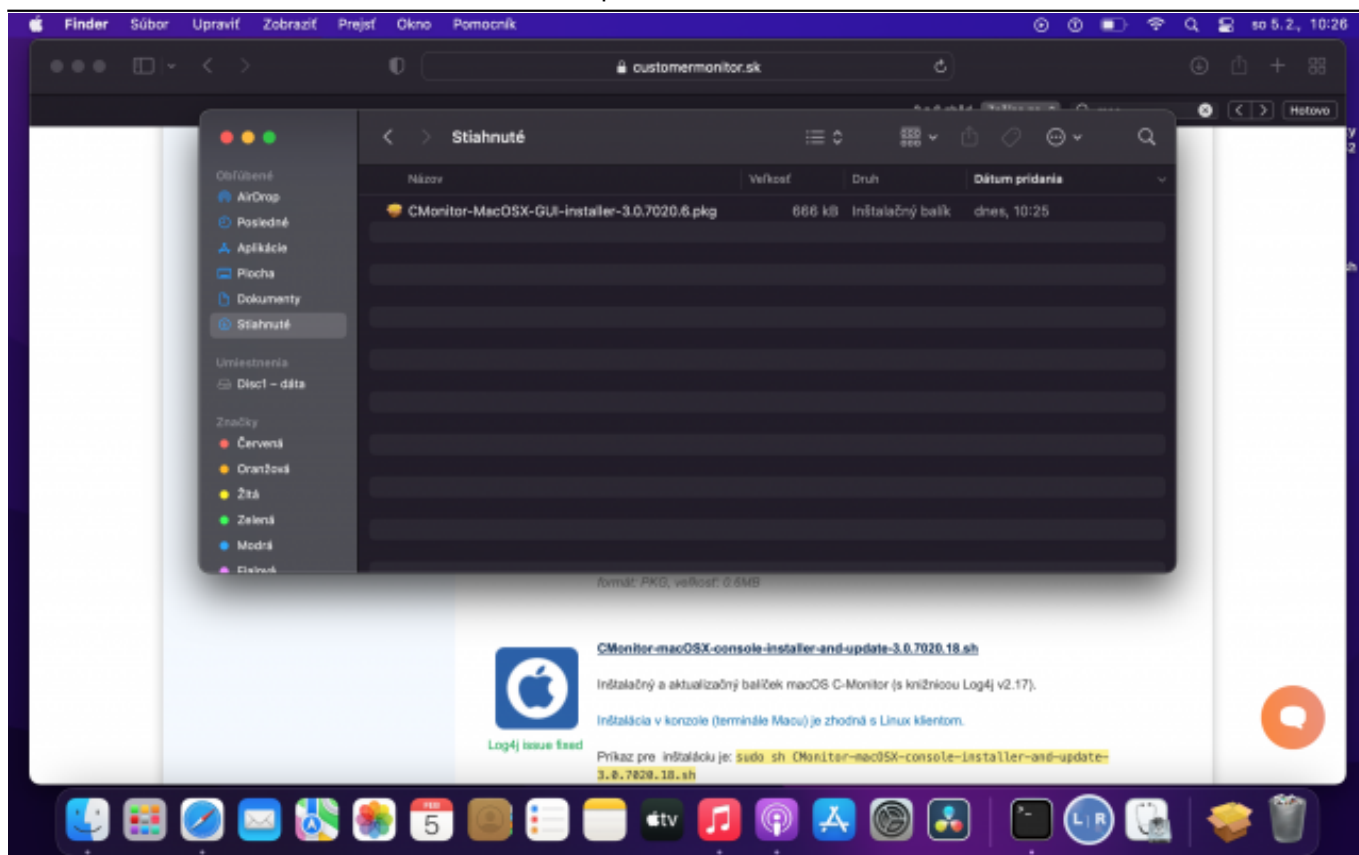 Finder Súbor Upraviť Zobraziť Prejsť Okno Pomocník so 5.2., 10:26
customermonitor.sk
Hotovo
Stiahnuté
Obľúbené
Názov Veľkosť Druh Dátum pridania
AirDrop
CMonitor-MacOSX-GUI-installer-3.0.7020.6.pkg 666 kB Inštalačný balík dnes, 10:25
Posledné
Aplikácie
Plocha
Dokumenty
Stiahnuté
Umiestnenia
Disc1 – dáta
Značky
Červená
Oranžová
Žltá
Zelená
Modrá
Fialová
formát: PKG, veľkosť: 0.6MB
CMonitor-macOSX-console-installer-and-update-3.0.7020.18.sh
Inštalačný a aktualizačný balíček macOS C-Monitor (s knižnicou Log4j v2.17).
Inštalácia v konzole (terminále Macu) je zhodná s Linux klientom.
Log4j issue fixed
Príkaz pre inštaláciu je: sudo sh CMonitor-macOSX-console-installer-and-update-
3.0.7020.18.sh
FEB
5
tv
L R